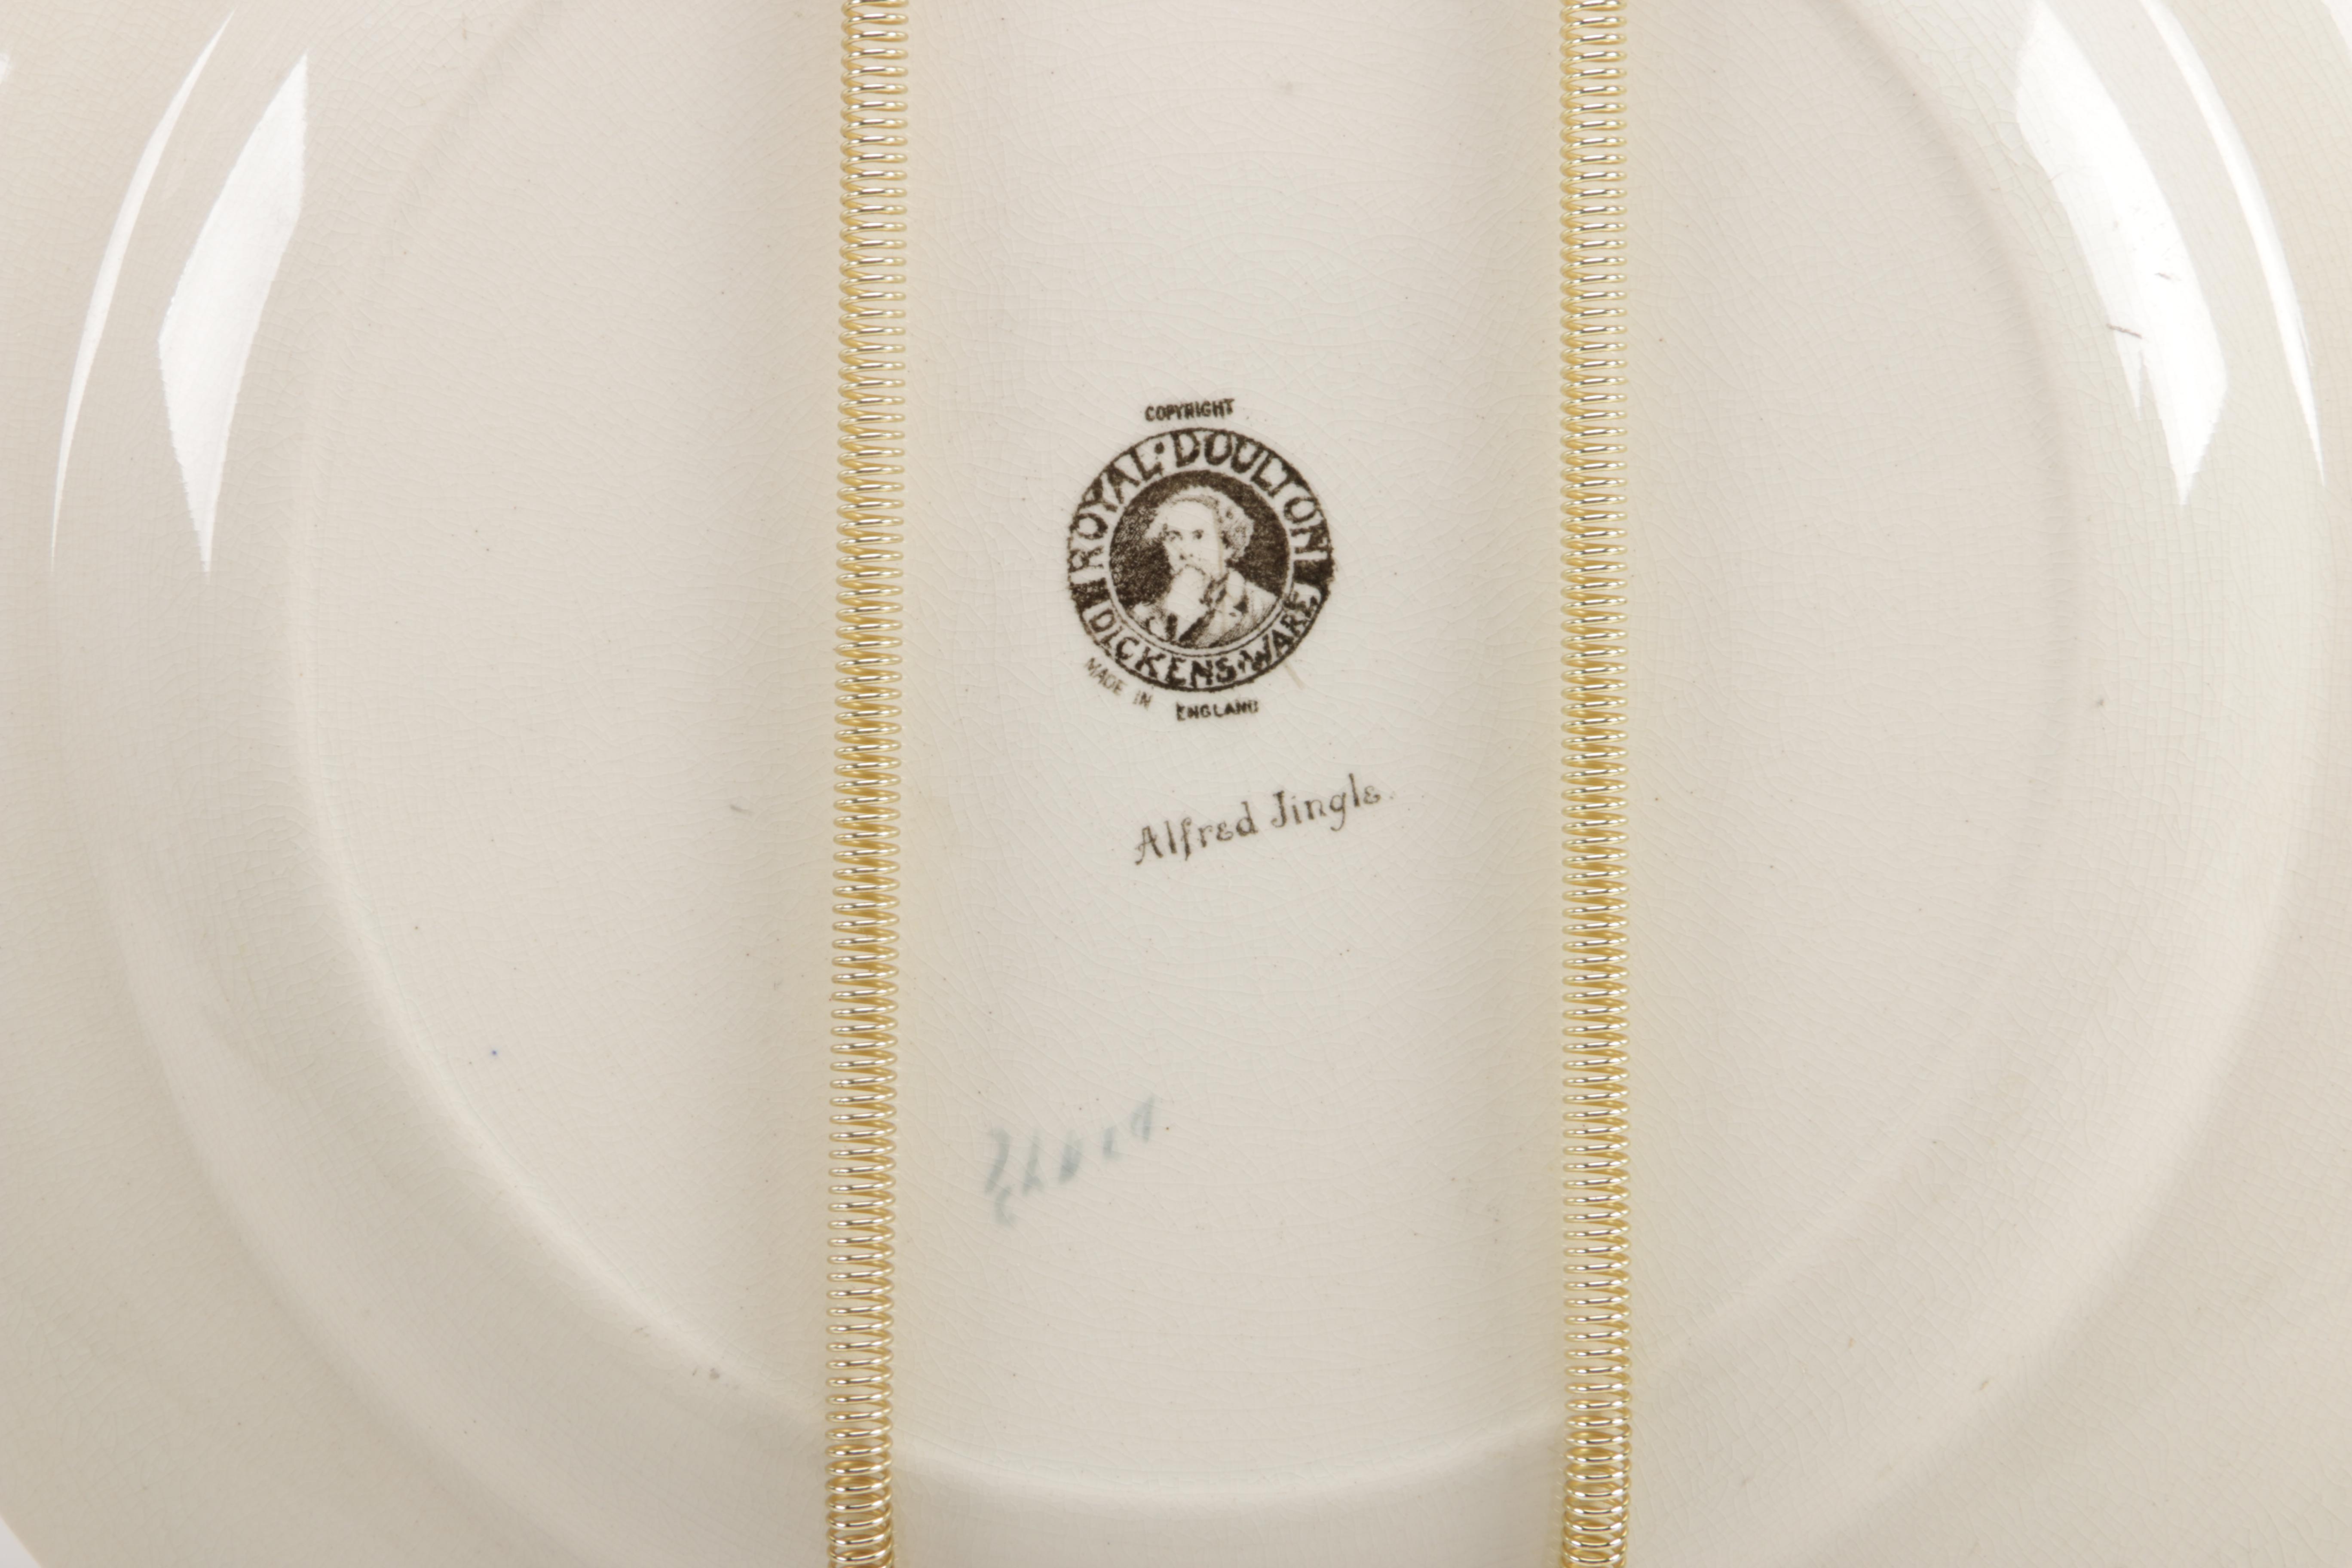 COPYRIGHT
ROYAL·DOULTON
DICKENS·WARE
MADE IN ENGLAND
Alfred Jingle.